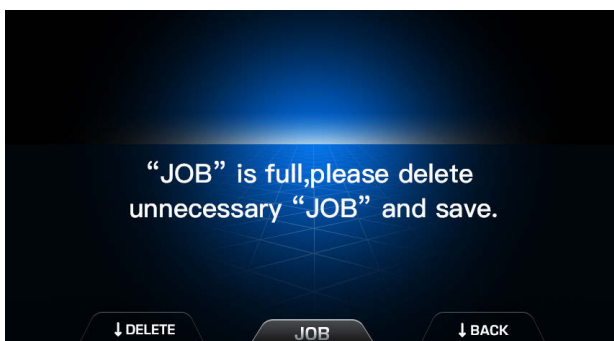 “JOB” is full,please delete
unnecessary “JOB” and save.
↓ DELETE
JOB
↓ BACK